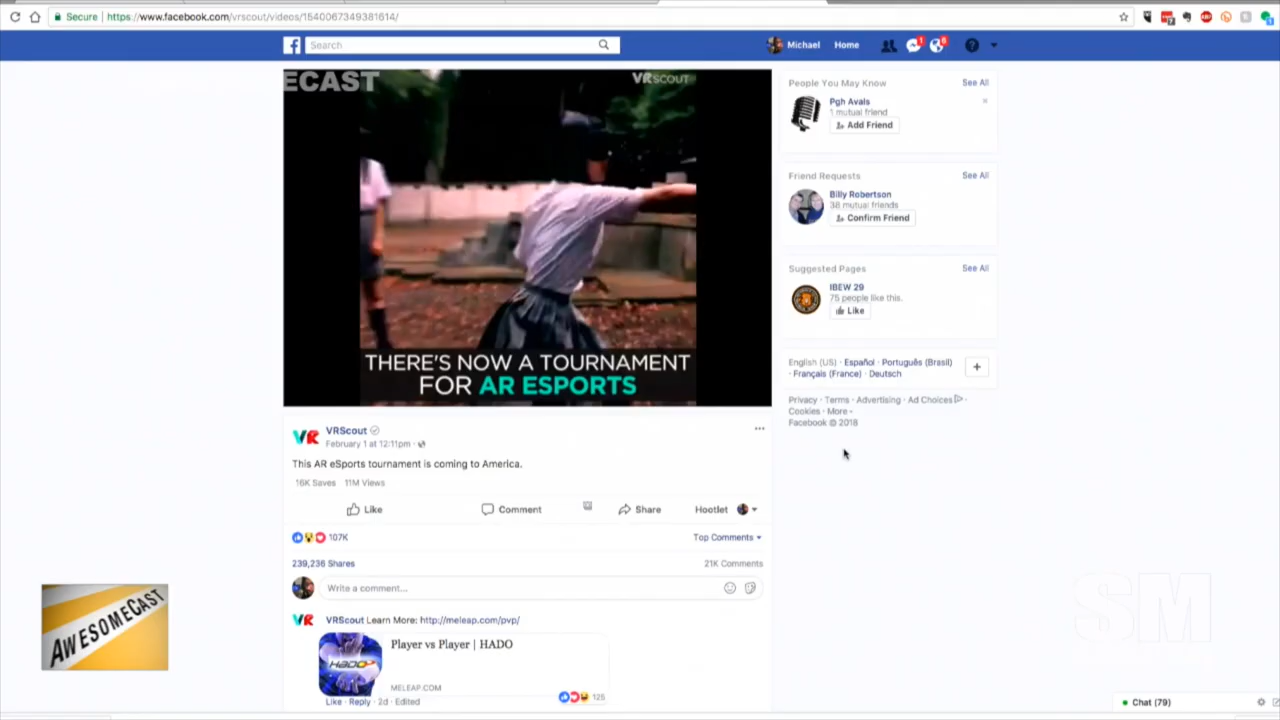 Secure https://www.facebook.com/vrscout/videos/1540067349381614/
Search
Michael Home
1
8
ECAST
VRSCOUT
THERE'S NOW A TOURNAMENT
FOR AR ESPORTS
VRScout
February 1 at 12:11pm ·
This AR eSports tournament is coming to America.
16K Saves 11M Views
Like Comment Share Hootlet
107K Top Comments
239,236 Shares 21K Comments
Write a comment...
VRScout Learn More: http://meleap.com/pvp/
HADO
Player vs Player | HADO
MELEAP.COM
125
Like · Reply · 2d · Edited
People You May Know See All
Pgh Avals
1 mutual friend
Add Friend
Friend Requests See All
Billy Robertson
38 mutual friends
Confirm Friend
Suggested Pages See All
IBEW 29
75 people like this.
Like
English (US) · Español · Português (Brasil)
· Français (France) · Deutsch
Privacy · Terms · Advertising · Ad Choices ·
Cookies · More
Facebook © 2018
AWESOMECAST
SM
Chat (79)